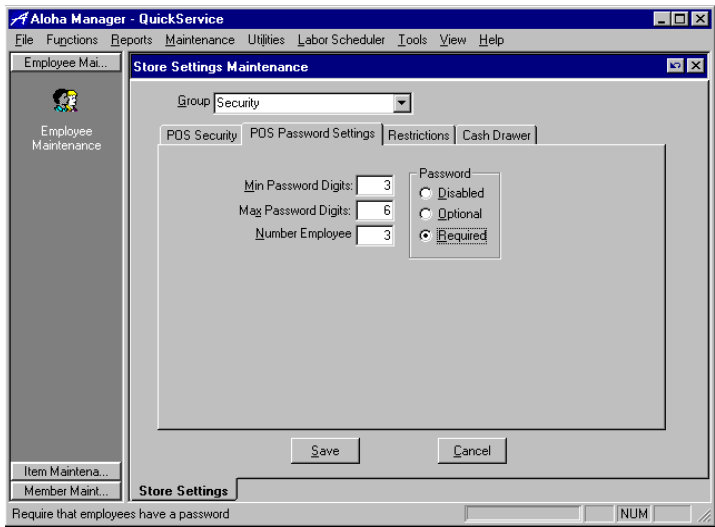 Aloha Manager - QuickService
File Functions Reports Maintenance Utilities Labor Scheduler Tools View Help
Employee Mai...
Store Settings Maintenance
Group Security
Employee
Maintenance
POS Security POS Password Settings Restrictions Cash Drawer
Password
Min Password Digits: 3 Disabled
Max Password Digits: 6 Optional
Number Employee 3 Required
Save Cancel
Item Maintena...
Member Maint... Store Settings
Require that employees have a password NUM